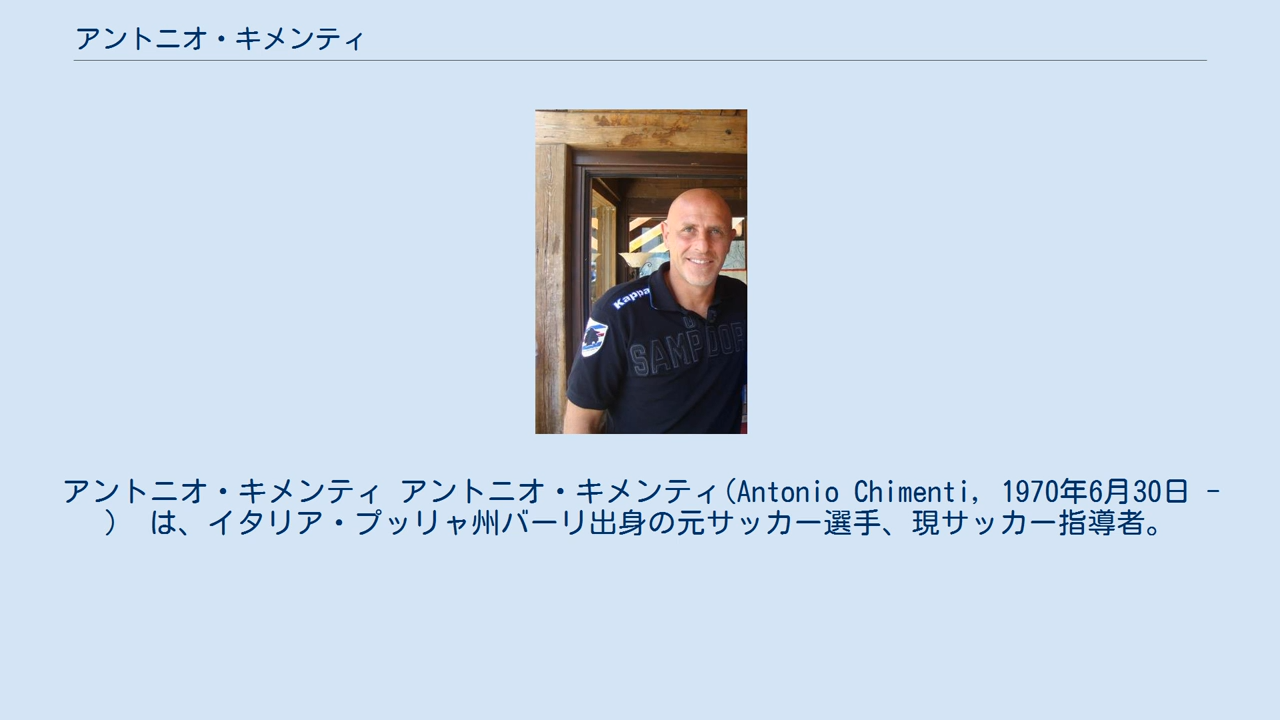 アントニオ・キメンティ
Kappa
SAMPDOR
アントニオ・キメンティ アントニオ・キメンティ(Antonio Chimenti, 1970年6月30日 -
） は、イタリア・プッリャ州バーリ出身の元サッカー選手、現サッカー指導者。